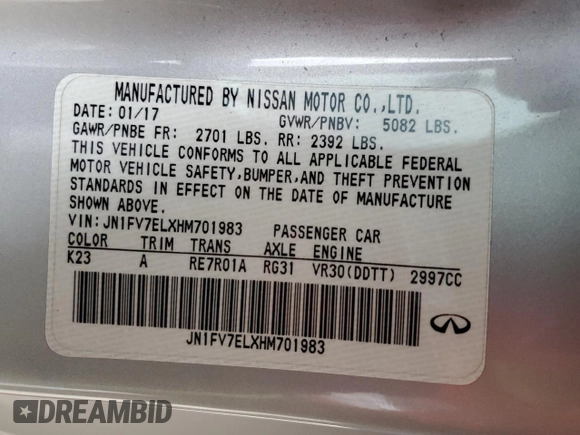 MANUFACTURED BY NISSAN MOTOR CO.,LTD.
DATE: 01/17 GVWR/PNBV: 5082 LBS.
GAWR/PNBE FR: 2701 LBS. RR: 2392 LBS.
THIS VEHICLE CONFORMS TO ALL APPLICABLE FEDERAL
MOTOR VEHICLE SAFETY,BUMPER,AND THEFT PREVENTION
STANDARDS IN EFFECT ON THE DATE OF MANUFACTURE
SHOWN ABOVE.
VIN: JN1FV7ELXHM701983 PASSENGER CAR
COLOR TRIM TRANS AXLE ENGINE
K23 A RE7R01A RG31 VR30(DDTT) 2997CC
JN1FV7ELXHM701983
DREAMBID